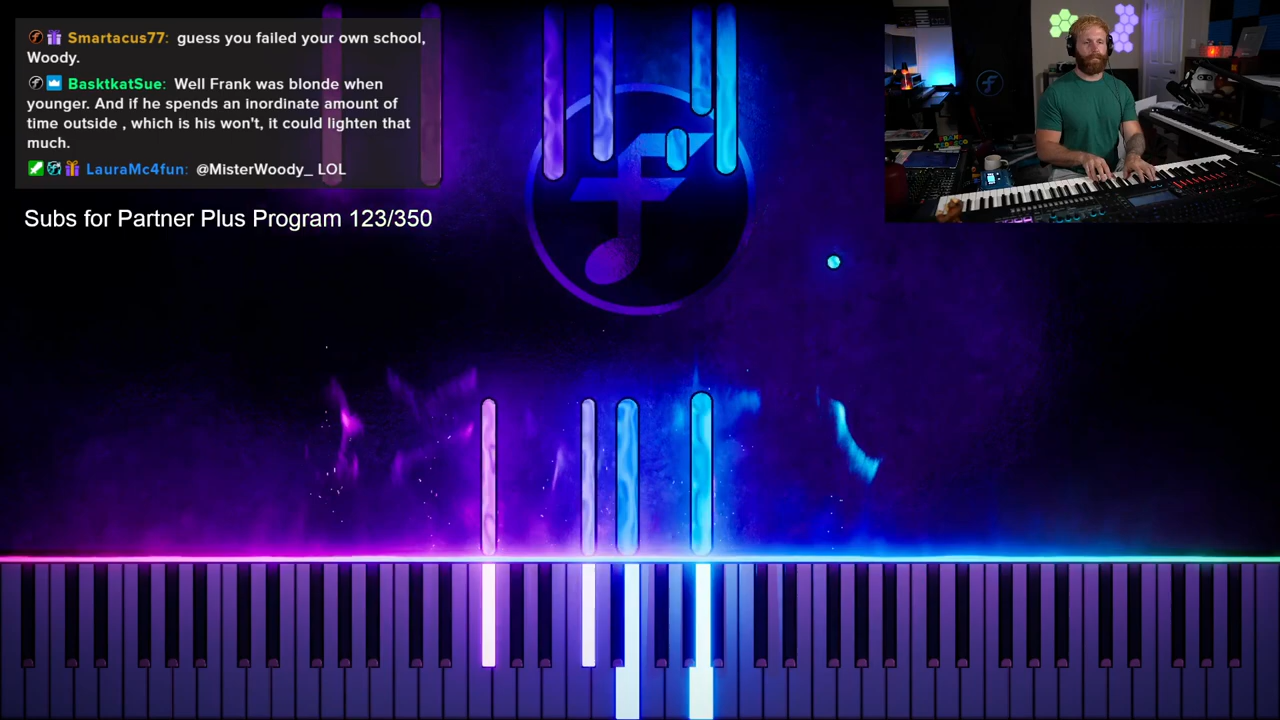 Smartacus77: guess you failed your own school,
Woody.
BasktkatSue: Well Frank was blonde when
younger. And if he spends an inordinate amount of
time outside , which is his won't, it could lighten that
much.
LauraMc4fun: @MisterWoody_ LOL
Subs for Partner Plus Program 123/350